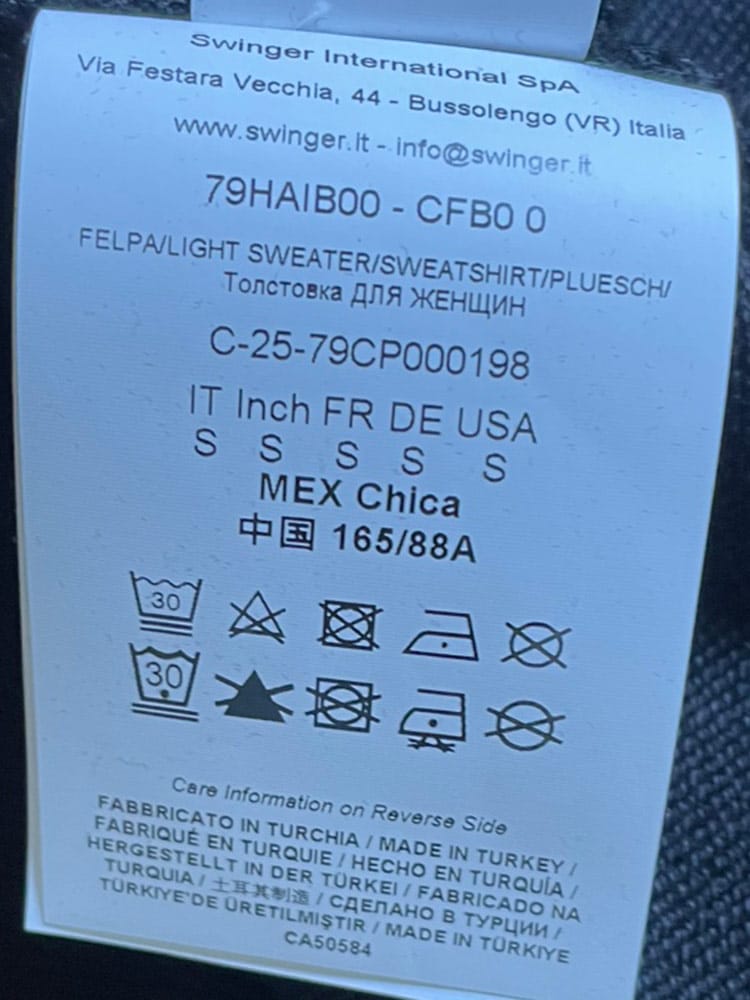 Swinger International SpA
Via Festara Vecchia, 44 - Bussolengo (VR) Italia
www.swinger.it - info@swinger.it
79HAIB00 - CFB0 0
FELPA/LIGHT SWEATER/SWEATSHIRT/PLUESCH/
Толстовка ДЛЯ ЖЕНЩИН
C-25-79CP000198
IT Inch FR DE USA
S S S S S
MEX Chica
中国 165/88A
30
30
Care Information on Reverse Side
FABBRICATO IN TURCHIA / MADE IN TURKEY /
FABRIQUÉ EN TURQUIE / HECHO EN TURQUÍA /
HERGESTELLT IN DER TÜRKEI / FABRICADO NA
TURQUIA / 土耳其制造 / СДЕЛАНО В ТУРЦИИ /
TÜRKIYE'DE ÜRETILMIŞTIR / MADE IN TÜRKIYE
CA50584